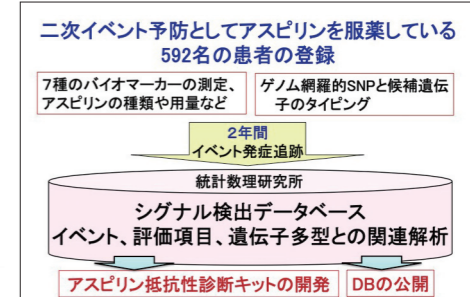 二次イベント予防としてアスピリンを服薬している
592名の患者の登録
7種のバイオマーカーの測定、
アスピリンの種類や用量など
ゲノム網羅的SNPと候補遺伝
子のタイピング
2年間
イベント発症追跡
統計数理研究所
シグナル検出データベース
イベント、評価項目、遺伝子多型との関連解析
アスピリン抵抗性診断キットの開発
DBの公開